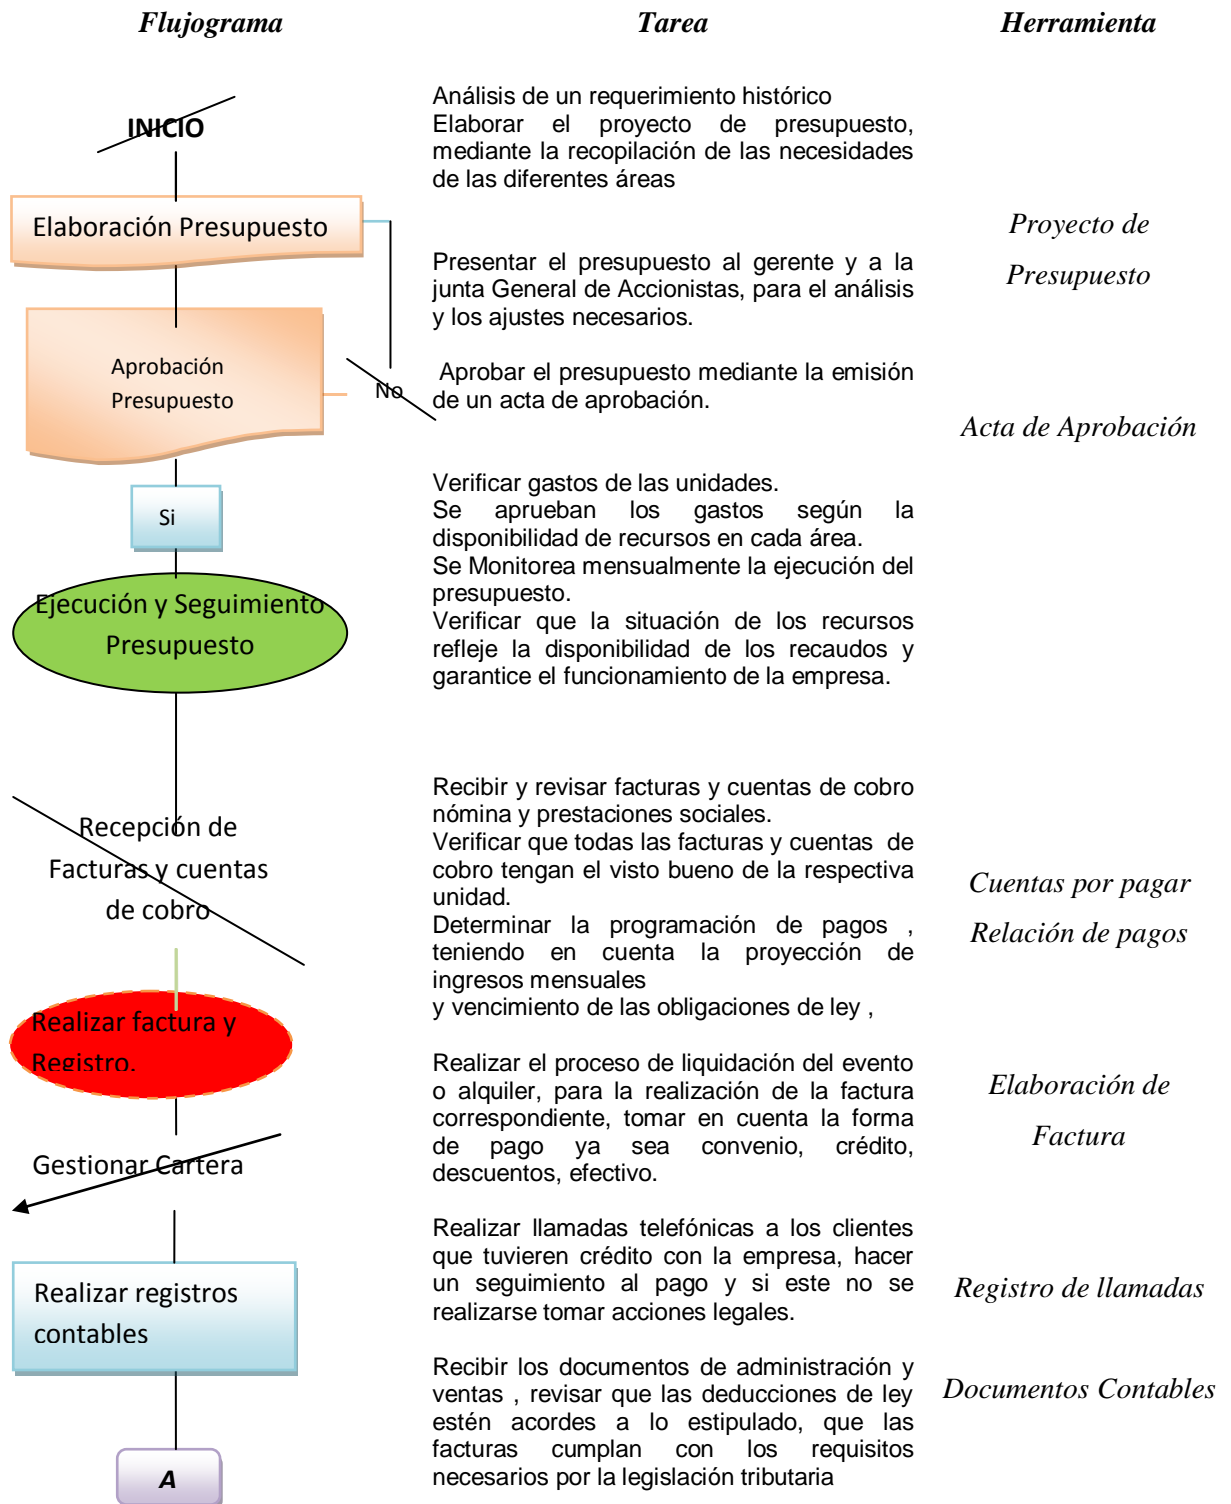 Flujograma
Tarea
Herramienta
INICIO
Elaboración Presupuesto
Aprobación
Presupuesto
No
Si
Ejecución y Seguimiento
Presupuesto
Recepción de
Facturas y cuentas
de cobro
Realizar factura y
Registro.
Gestionar Cartera
Realizar registros
contables
A
Análisis de un requerimiento histórico
Elaborar el proyecto de presupuesto,
mediante la recopilación de las necesidades
de las diferentes áreas
Presentar el presupuesto al gerente y a la
junta General de Accionistas, para el análisis
y los ajustes necesarios.
Aprobar el presupuesto mediante la emisión
de un acta de aprobación.
Verificar gastos de las unidades.
Se aprueban los gastos según la
disponibilidad de recursos en cada área.
Se Monitorea mensualmente la ejecución del
presupuesto.
Verificar que la situación de los recursos
refleje la disponibilidad de los recaudos y
garantice el funcionamiento de la empresa.
Recibir y revisar facturas y cuentas de cobro
nómina y prestaciones sociales.
Verificar que todas las facturas y cuentas de
cobro tengan el visto bueno de la respectiva
unidad.
Determinar la programación de pagos ,
teniendo en cuenta la proyección de
ingresos mensuales
y vencimiento de las obligaciones de ley ,
Realizar el proceso de liquidación del evento
o alquiler, para la realización de la factura
correspondiente, tomar en cuenta la forma
de pago ya sea convenio, crédito,
descuentos, efectivo.
Realizar llamadas telefónicas a los clientes
que tuvieren crédito con la empresa, hacer
un seguimiento al pago y si este no se
realizarse tomar acciones legales.
Recibir los documentos de administración y
ventas , revisar que las deducciones de ley
estén acordes a lo estipulado, que las
facturas cumplan con los requisitos
necesarios por la legislación tributaria
Proyecto de
Presupuesto
Acta de Aprobación
Cuentas por pagar
Relación de pagos
Elaboración de
Factura
Registro de llamadas
Documentos Contables